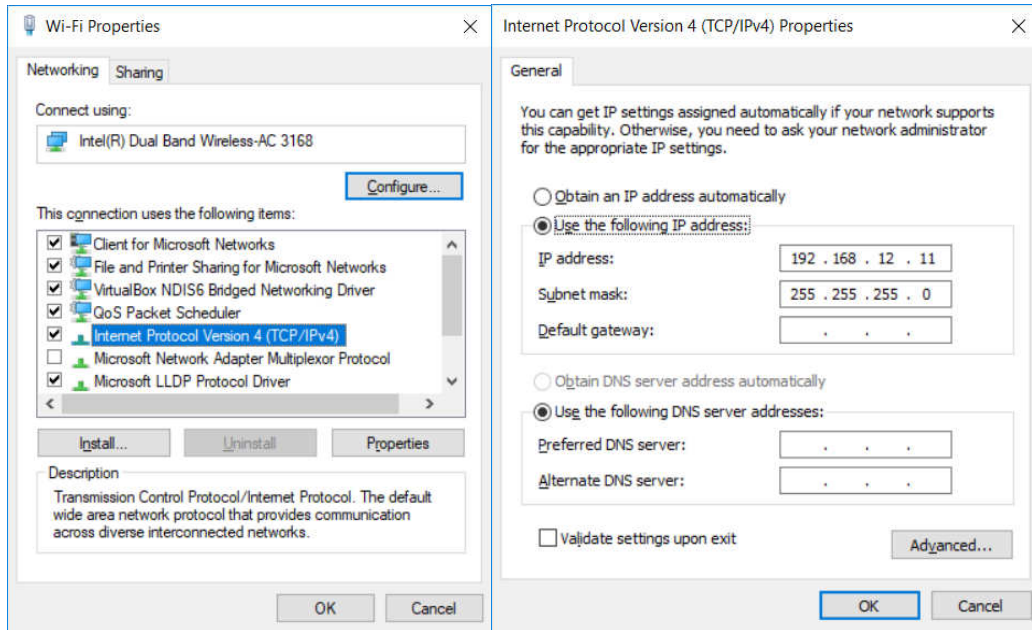 Wi-Fi Properties
Networking
Sharing
Connect using:
Intel(R) Dual Band Wireless-AC 3168
Configure...
This connection uses the following items:
Client for Microsoft Networks
File and Printer Sharing for Microsoft Networks
VirtualBox NDIS6 Bridged Networking Driver
QoS Packet Scheduler
Internet Protocol Version 4 (TCP/IPv4)
Microsoft Network Adapter Multiplexor Protocol
Microsoft LLDP Protocol Driver
Install...
Uninstall
Properties
Description
Transmission Control Protocol/Internet Protocol. The default
wide area network protocol that provides communication
across diverse interconnected networks.
OK
Cancel
Internet Protocol Version 4 (TCP/IPv4) Properties
General
You can get IP settings assigned automatically if your network supports
this capability. Otherwise, you need to ask your network administrator
for the appropriate IP settings.
Obtain an IP address automatically
Use the following IP address:
IP address: 192 . 168 . 12 . 11
Subnet mask: 255 . 255 . 255 . 0
Default gateway: . . .
Obtain DNS server address automatically
Use the following DNS server addresses:
Preferred DNS server: . . .
Alternate DNS server: . . .
Validate settings upon exit
Advanced...
OK
Cancel